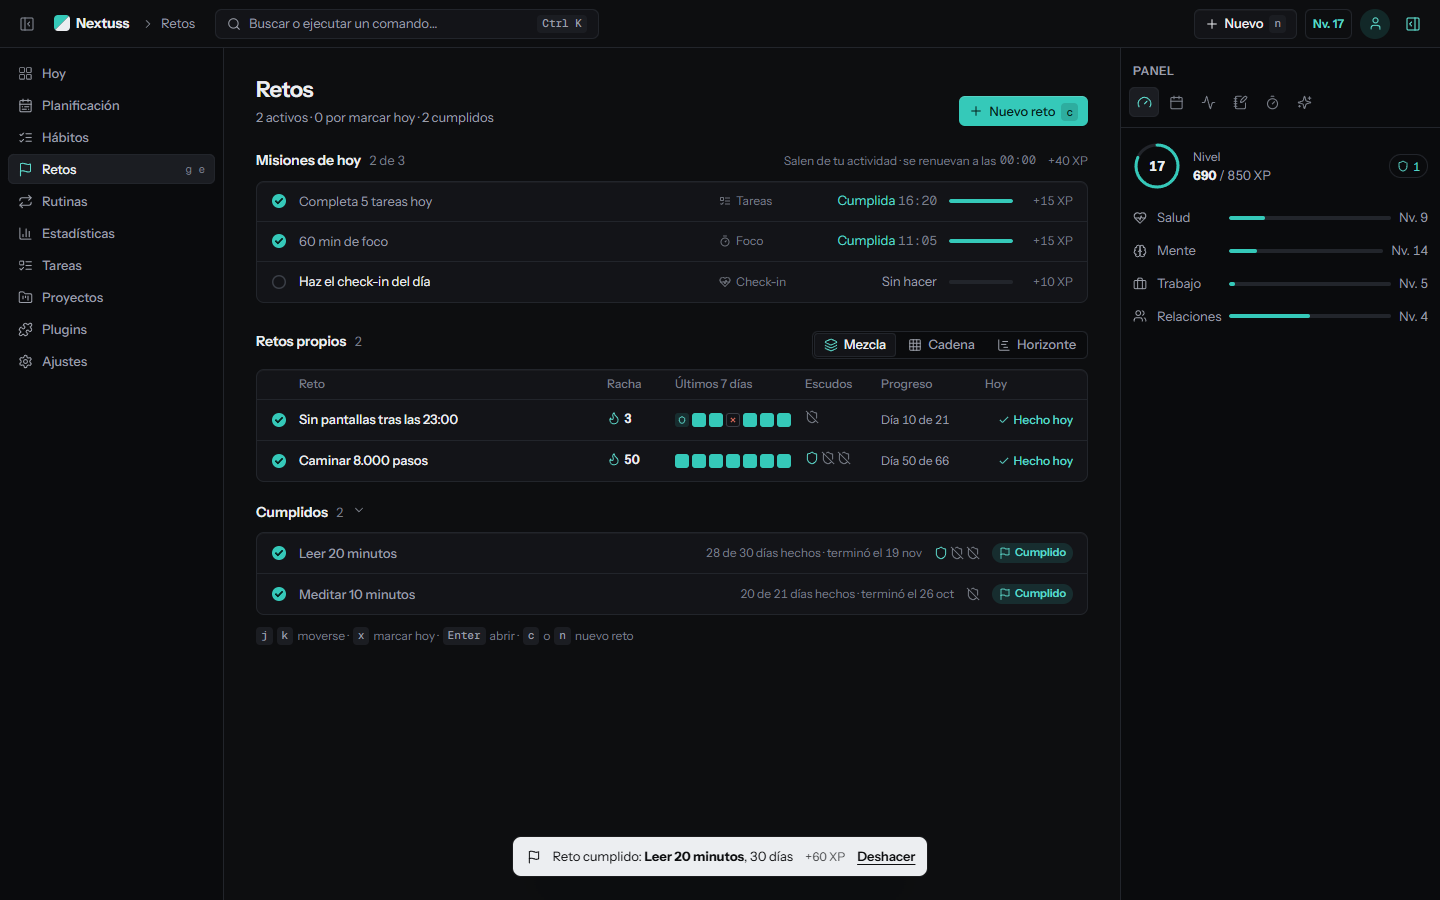 Nextuss
Retos
Buscar o ejecutar un comando... Ctrl K
Nuevo n
Nv. 17
Hoy
Planificación
Hábitos
Retos g e
Rutinas
Estadísticas
Tareas
Proyectos
Plugins
Ajustes
Retos
2 activos · 0 por marcar hoy · 2 cumplidos
Nuevo reto c
Misiones de hoy 2 de 3
Salen de tu actividad · se renuevan a las 00:00 +40 XP
Completa 5 tareas hoy Tareas Cumplida 16:20 +15 XP
60 min de foco Foco Cumplida 11:05 +15 XP
Haz el check-in del día Check-in Sin hacer +10 XP
Retos propios 2
Mezcla Cadena Horizonte
Reto Racha Últimos 7 días Escudos Progreso Hoy
Sin pantallas tras las 23:00 3 Día 10 de 21 Hecho hoy
Caminar 8.000 pasos 50 Día 50 de 66 Hecho hoy
Cumplidos 2
Leer 20 minutos 28 de 30 días hechos · terminó el 19 nov Cumplido
Meditar 10 minutos 20 de 21 días hechos · terminó el 26 oct Cumplido
j k moverse · x marcar hoy · Enter abrir · c o n nuevo reto
PANEL
17
Nivel
690 / 850 XP
1
Salud Nv. 9
Mente Nv. 14
Trabajo Nv. 5
Relaciones Nv. 4
Reto cumplido: Leer 20 minutos, 30 días +60 XP Deshacer